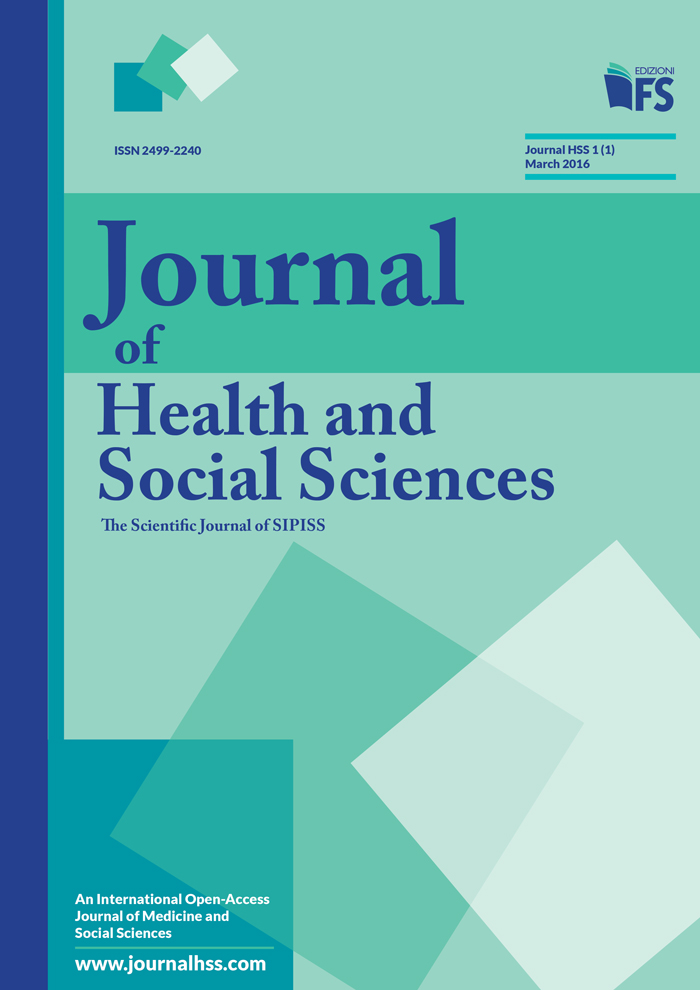 EDIZIONI
FS
ISSN 2499-2240
Journal HSS 1 (1)
March 2016
Journal
of
Health and
Social Sciences
The Scientific Journal of SIPISS
An International Open-Access
Journal of Medicine and
Social Sciences
www.journalhss.com